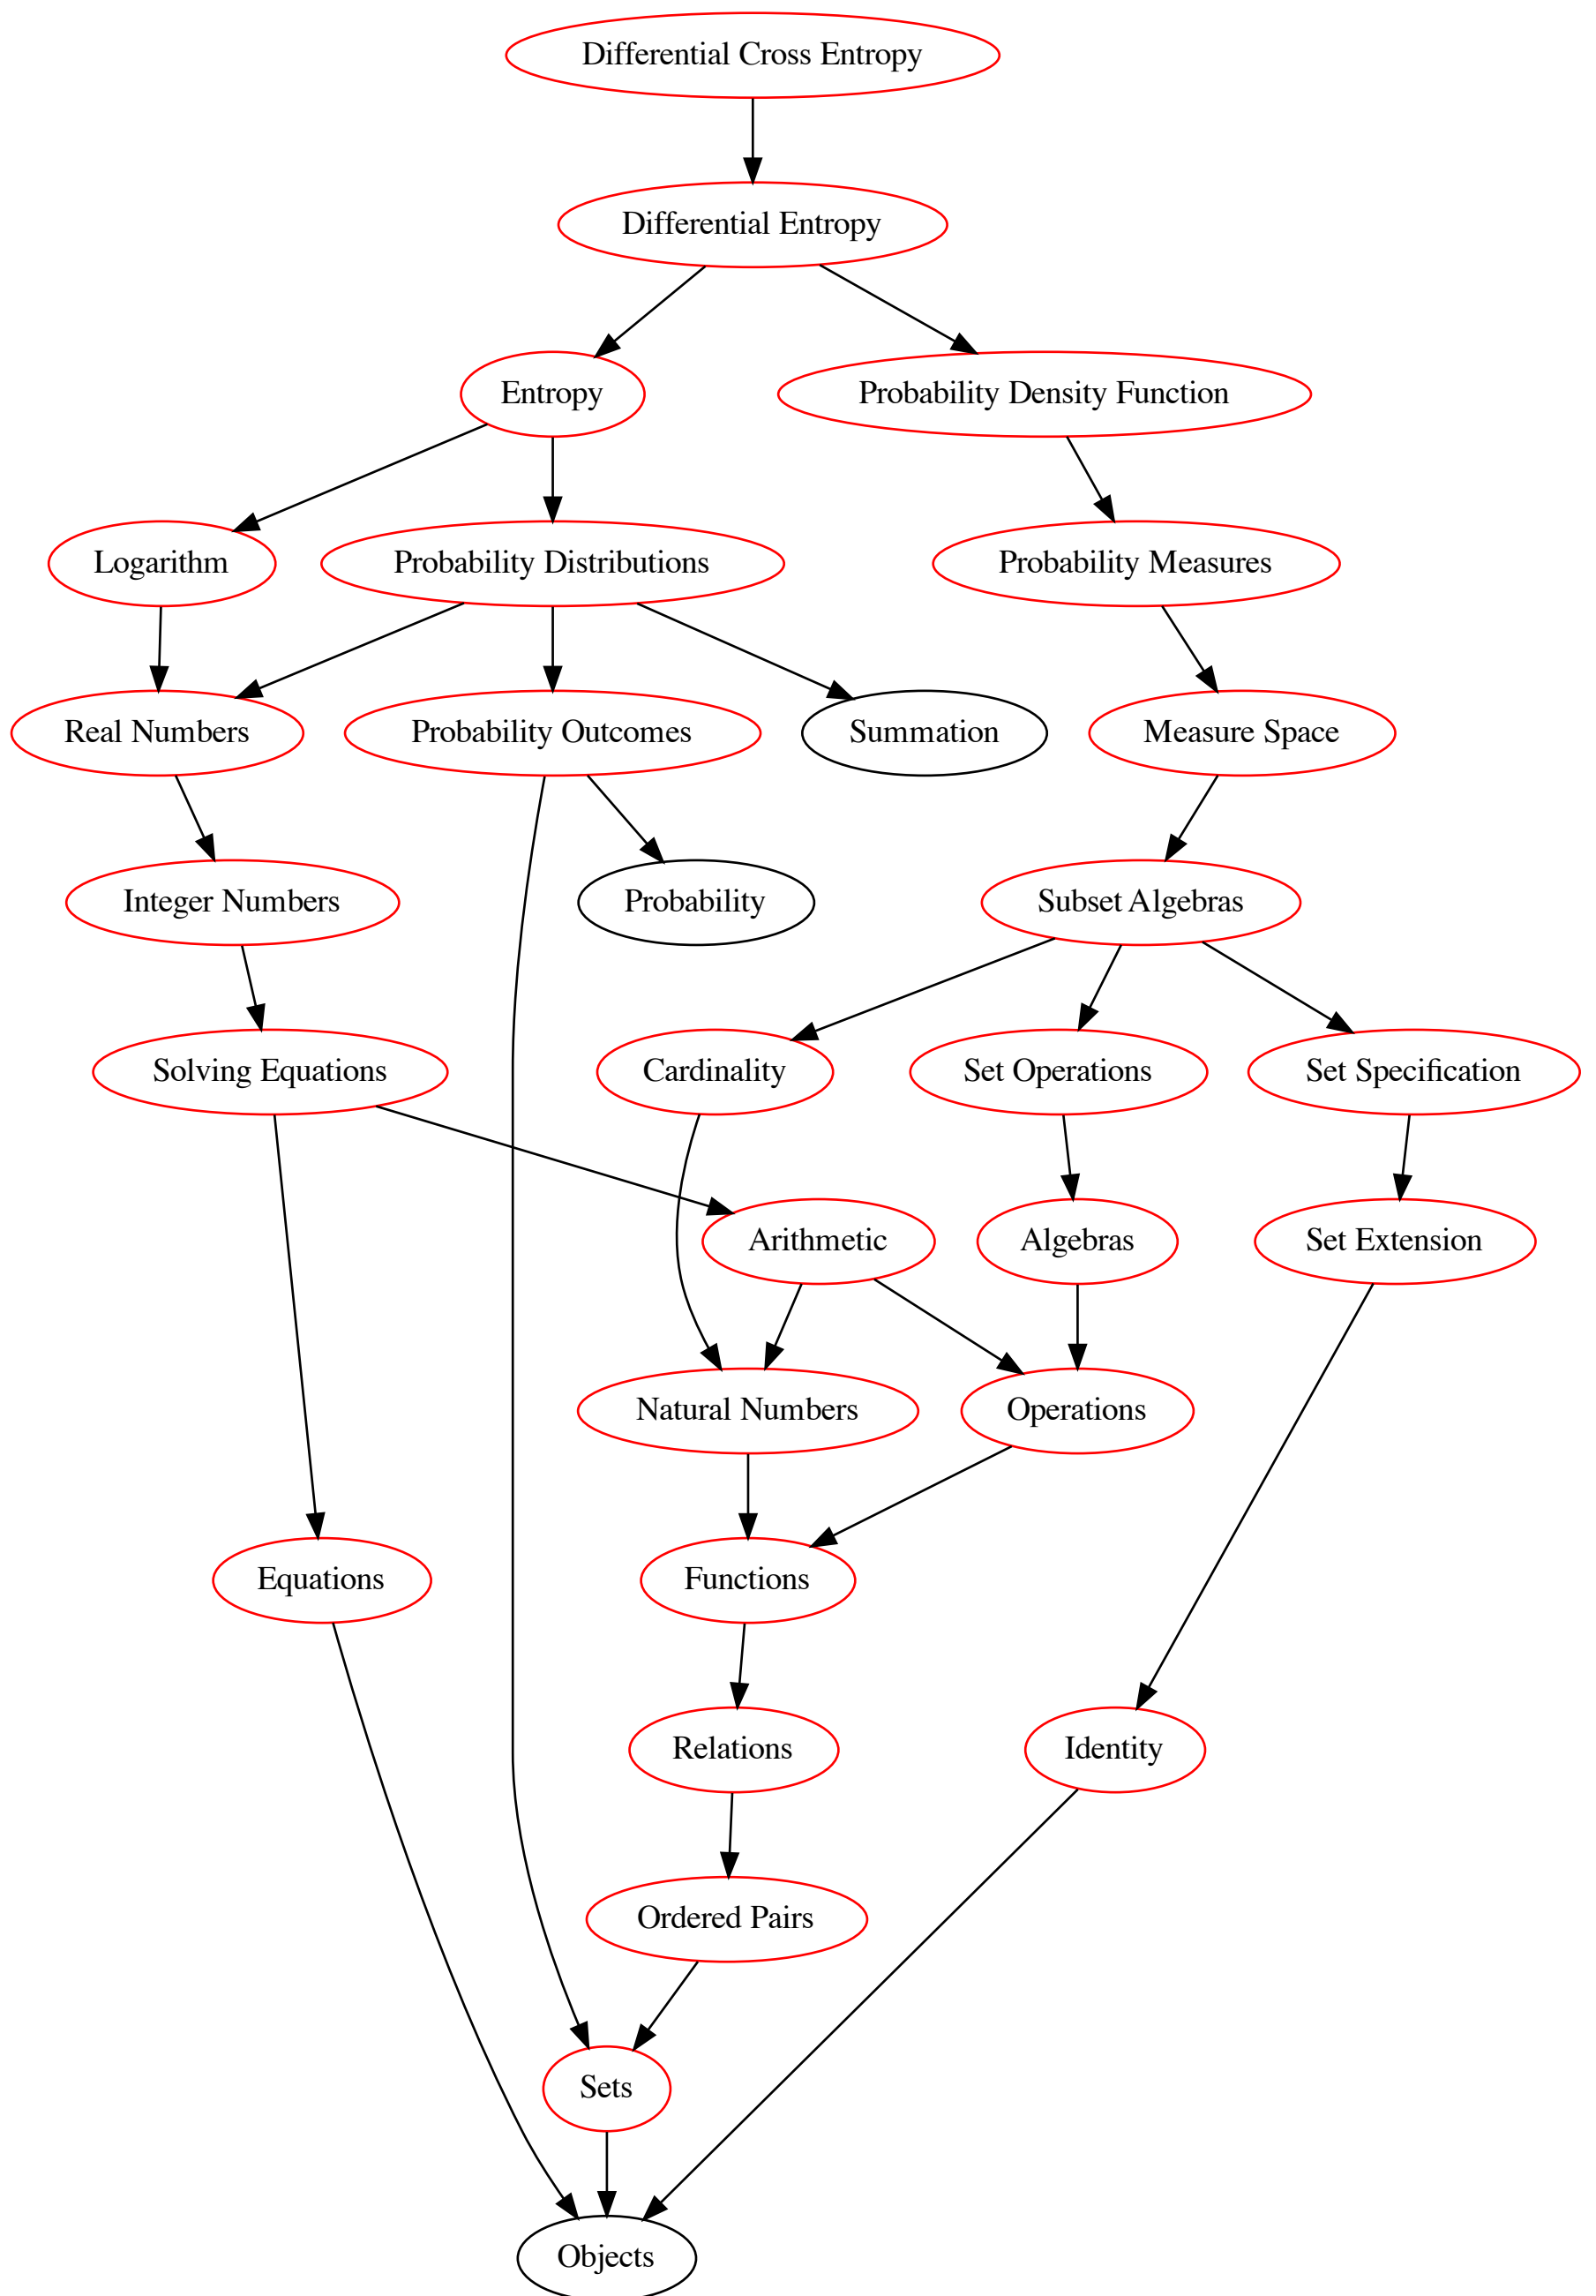 Differential Cross Entropy
Differential Entropy
Entropy
Probability Density Function
Logarithm
Probability Distributions
Probability Measures
Real Numbers
Probability Outcomes
Summation
Measure Space
Integer Numbers
Probability
Subset Algebras
Solving Equations
Cardinality
Set Operations
Set Specification
Arithmetic
Algebras
Set Extension
Natural Numbers
Operations
Equations
Functions
Relations
Identity
Ordered Pairs
Sets
Objects